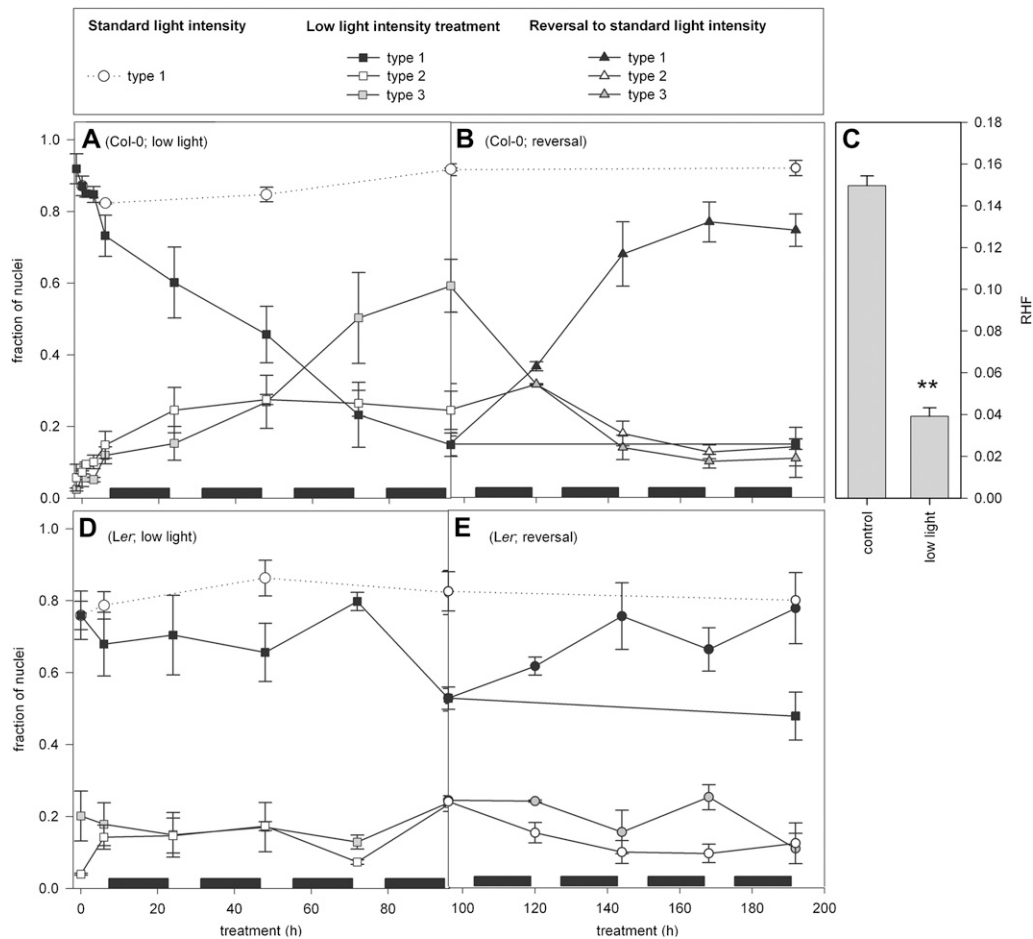 Standard light intensity
Low light intensity treatment
Reversal to standard light intensity
type 1
type 1
type 2
type 3
type 1
type 2
type 3
A (Col-0; low light)
B (Col-0; reversal)
C
fraction of nuclei
1.0
0.8
0.6
0.4
0.2
0.0
**
0.18
0.16
0.14
0.12
0.10
0.08
0.06
0.04
0.02
0.00
RHF
control
low light
D (Ler; low light)
E (Ler; reversal)
fraction of nuclei
1.0
0.8
0.6
0.4
0.2
0.0
0 20 40 60 80 100 120 140 160 180 200
treatment (h)
treatment (h)